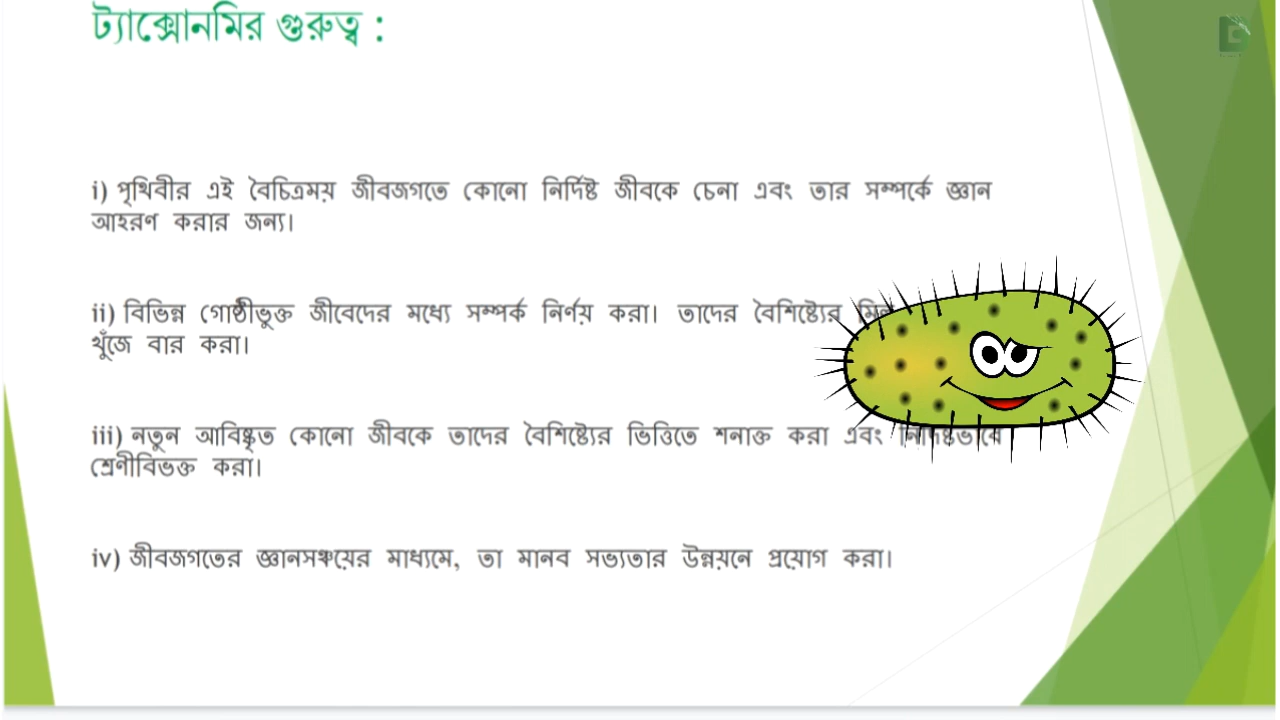 ট্যাক্সোনমির গুরুত্ব :
i) পৃথিবীর এই বৈচিত্রময় জীবজগতে কোনো নির্দিষ্ট জীবকে চেনা এবং তার সম্পর্কে জ্ঞান
আহরণ করার জন্য।
ii) বিভিন্ন গোষ্ঠীভুক্ত জীবেদের মধ্যে সম্পর্ক নির্ণয় করা। তাদের বৈশিষ্ট্যের
খুঁজে বার করা।
iii) নতুন আবিষ্কৃত কোনো জীবকে তাদের বৈশিষ্ট্যের ভিত্তিতে শনাক্ত করা এবং
শ্রেণীবিভক্ত করা।
iv) জীবজগতের জ্ঞানসঞ্চয়ের মাধ্যমে, তা মানব সভ্যতার উন্নয়নে প্রয়োগ করা।